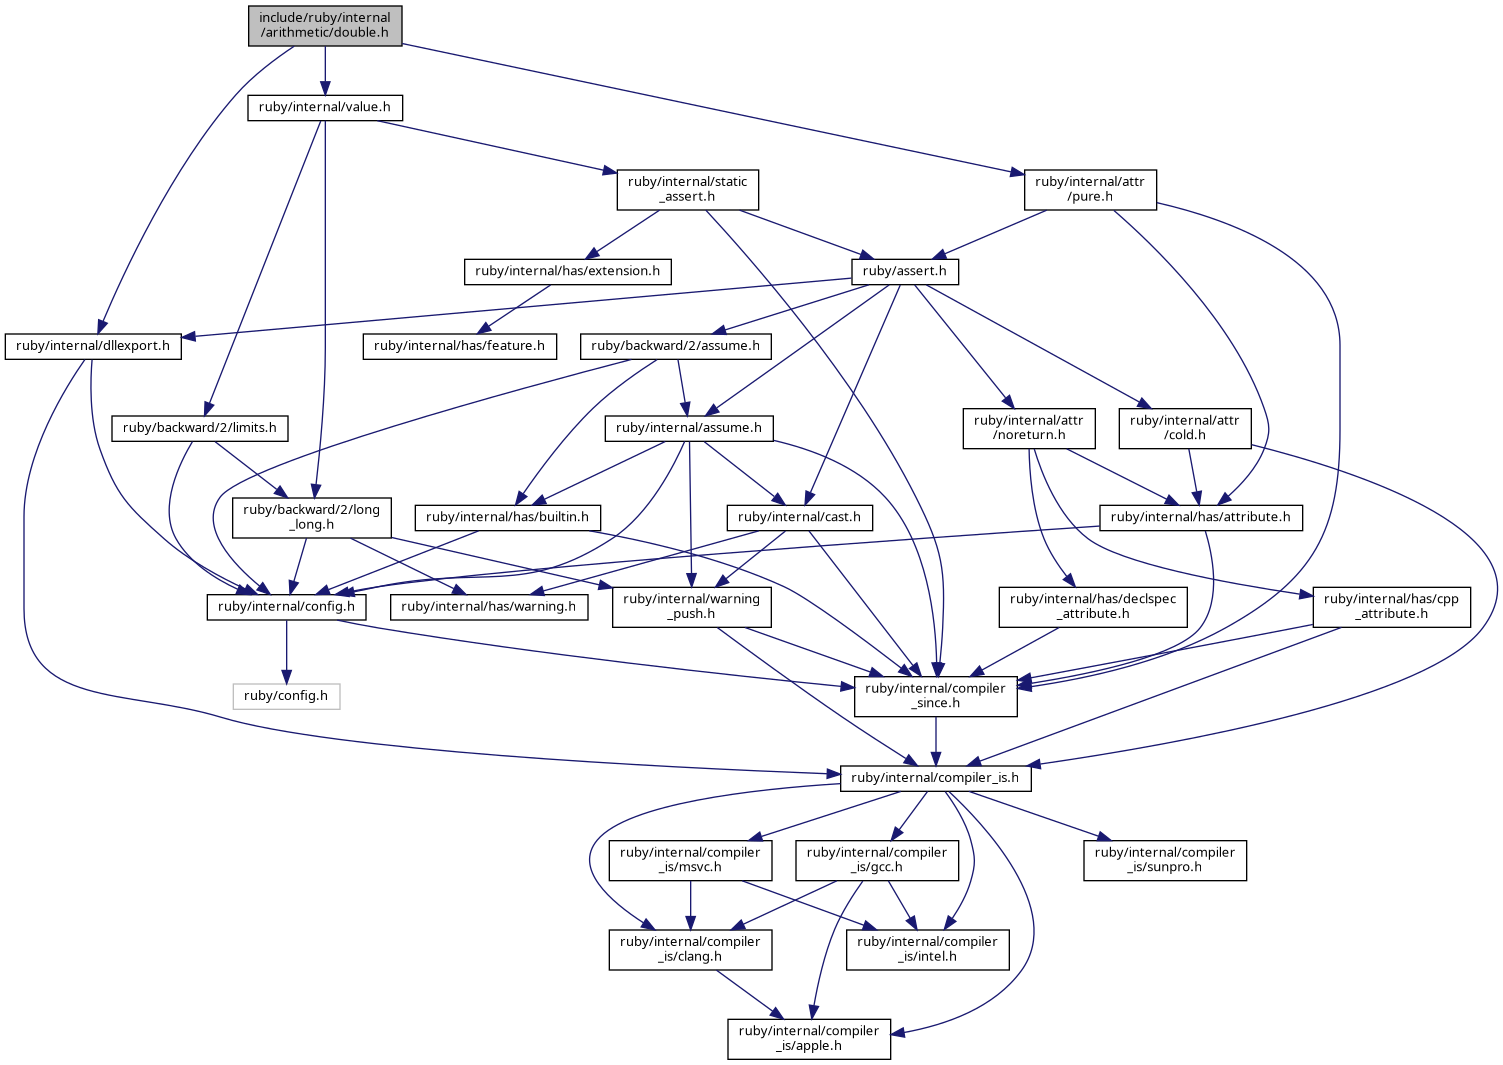 include/ruby/internal
/arithmetic/double.h
ruby/internal/value.h
ruby/internal/static
_assert.h
ruby/internal/attr
/pure.h
ruby/internal/has/extension.h
ruby/assert.h
ruby/internal/dllexport.h
ruby/internal/has/feature.h
ruby/backward/2/assume.h
ruby/backward/2/limits.h
ruby/internal/assume.h
ruby/internal/attr
/noreturn.h
ruby/internal/attr
/cold.h
ruby/backward/2/long
_long.h
ruby/internal/has/builtin.h
ruby/internal/cast.h
ruby/internal/has/attribute.h
ruby/internal/config.h
ruby/internal/has/warning.h
ruby/internal/warning
_push.h
ruby/internal/has/declspec
_attribute.h
ruby/internal/has/cpp
_attribute.h
ruby/config.h
ruby/internal/compiler
_since.h
ruby/internal/compiler_is.h
ruby/internal/compiler
_is/msvc.h
ruby/internal/compiler
_is/gcc.h
ruby/internal/compiler
_is/sunpro.h
ruby/internal/compiler
_is/clang.h
ruby/internal/compiler
_is/intel.h
ruby/internal/compiler
_is/apple.h